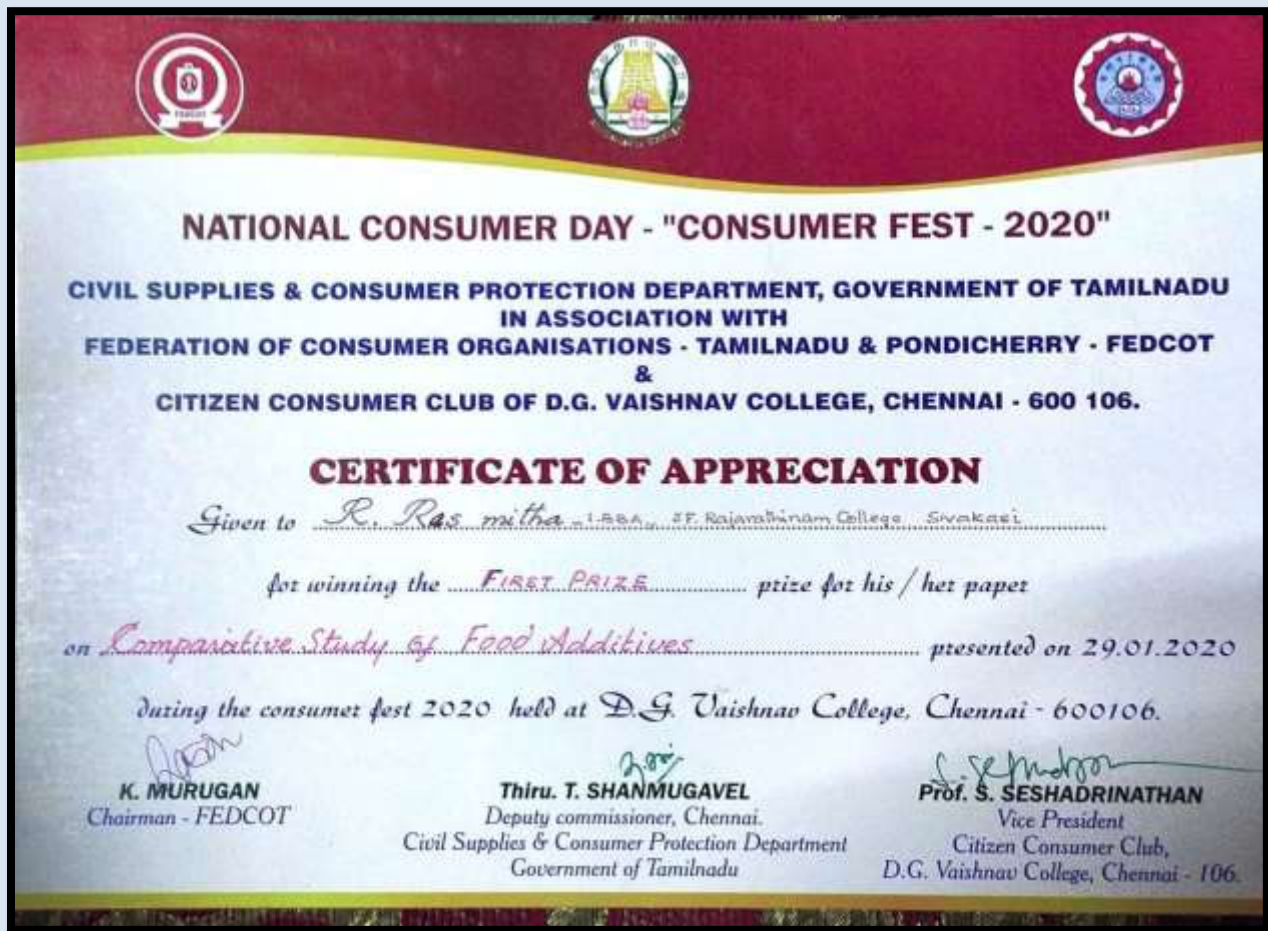 FEDCOT
NATIONAL CONSUMER DAY - "CONSUMER FEST - 2020"
CIVIL SUPPLIES & CONSUMER PROTECTION DEPARTMENT, GOVERNMENT OF TAMILNADU
IN ASSOCIATION WITH
FEDERATION OF CONSUMER ORGANISATIONS - TAMILNADU & PONDICHERRY - FEDCOT
&
CITIZEN CONSUMER CLUB OF D.G. VAISHNAV COLLEGE, CHENNAI - 600 106.
CERTIFICATE OF APPRECIATION
Given to R. Ras mitha I-BBA, SF. Rajarathinam College Sivakasi
for winning the FIRST PRIZE prize for his / her paper
on Comparative Study of Food Additives presented on 29.01.2020
during the consumer fest 2020 held at D.G. Vaishnav College, Chennai - 600106.
K. MURUGAN
Chairman - FEDCOT
Thiru. T. SHANMUGAVEL
Deputy commissioner, Chennai.
Civil Supplies & Consumer Protection Department
Government of Tamilnadu
Prof. S. SESHADRINATHAN
Vice President
Citizen Consumer Club,
D.G. Vaishnav College, Chennai - 106.